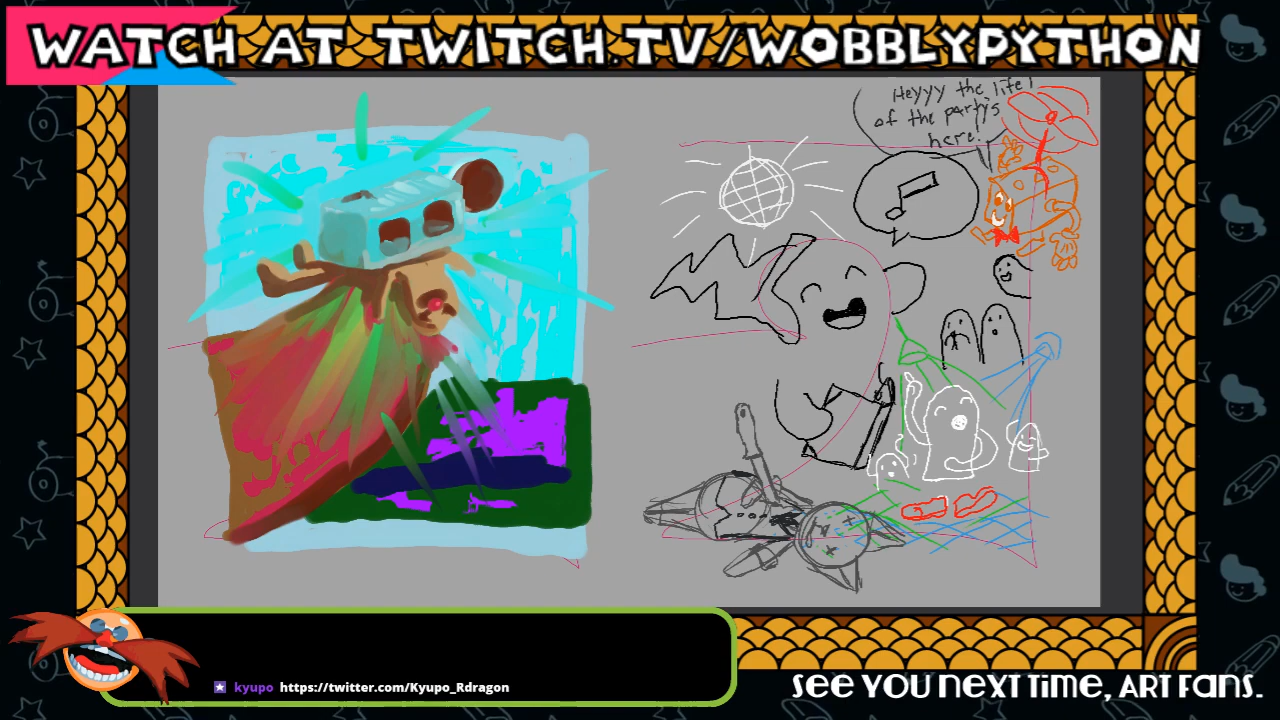 WATCH AT TWITCH.TV/WOBBLYPYTHON
Heyyy the life
of the party's
here!
kyupo https://twitter.com/Kyupo_Rdragon
see you next time, art fans.